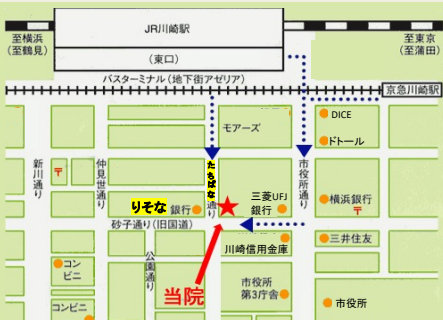 至横浜
(至鶴見)
JR川崎駅
(東口)
至東京
(至蒲田)
バスターミナル(地下街アゼリア)
京急川崎駅
DICE
モアーズ
ドトール
新川通り
〒
仲見世通り
たちばな通り
市役所通り
りそな
銀行
三菱UFJ
銀行
横浜銀行
〒
砂子通り(旧国道)
川崎信用金庫
三井住友
公園通り
コン
ビニ
当院
市役所
第3庁舎
コンビニ
市役所